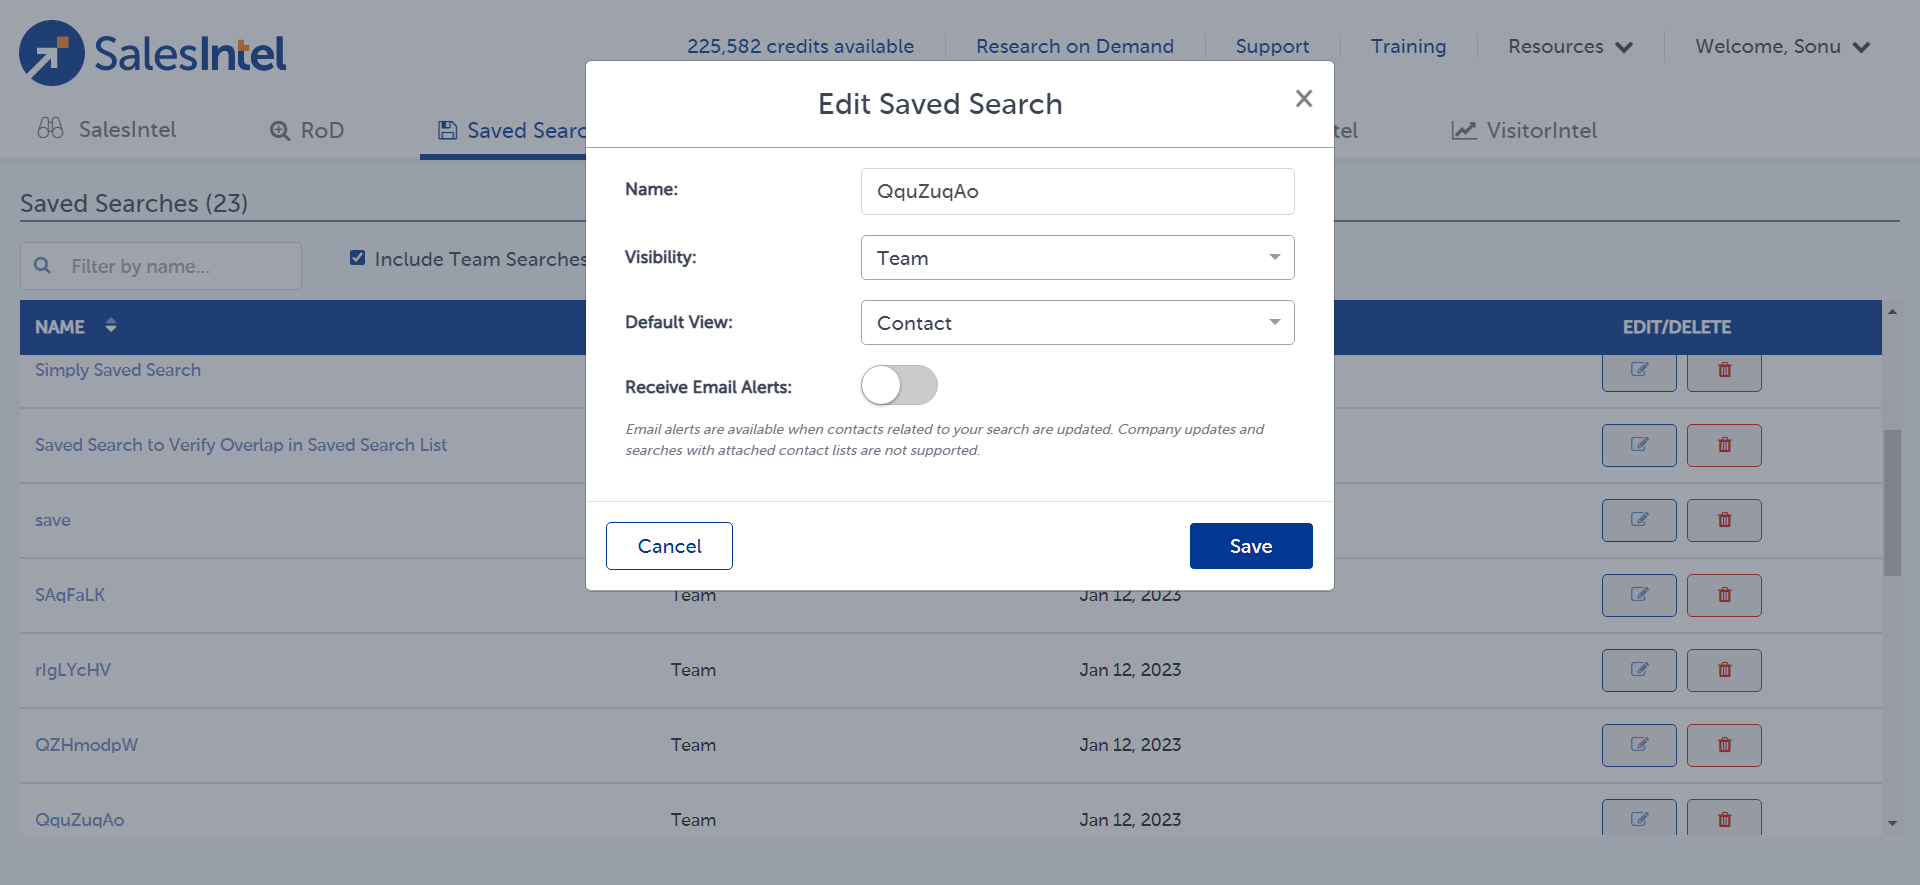 SalesIntel
225,582 credits available
Research on Demand
Support
Training
Resources
Welcome, Sonu
SalesIntel
RoD
Saved Searc
tel
VisitorIntel
Edit Saved Search
Name:
QquZuqAo
Visibility:
Team
Default View:
Contact
Receive Email Alerts:
Email alerts are available when contacts related to your search are updated. Company updates and
searches with attached contact lists are not supported.
Cancel
Save
Saved Searches (23)
Filter by name...
Include Team Searches
NAME
EDIT/DELETE
Simply Saved Search
Saved Search to Verify Overlap in Saved Search List
save
SAqFaLK Team Jan 12, 2023
rIgLYcHV Team Jan 12, 2023
QZHmodpW Team Jan 12, 2023
QquZuqAo Team Jan 12, 2023